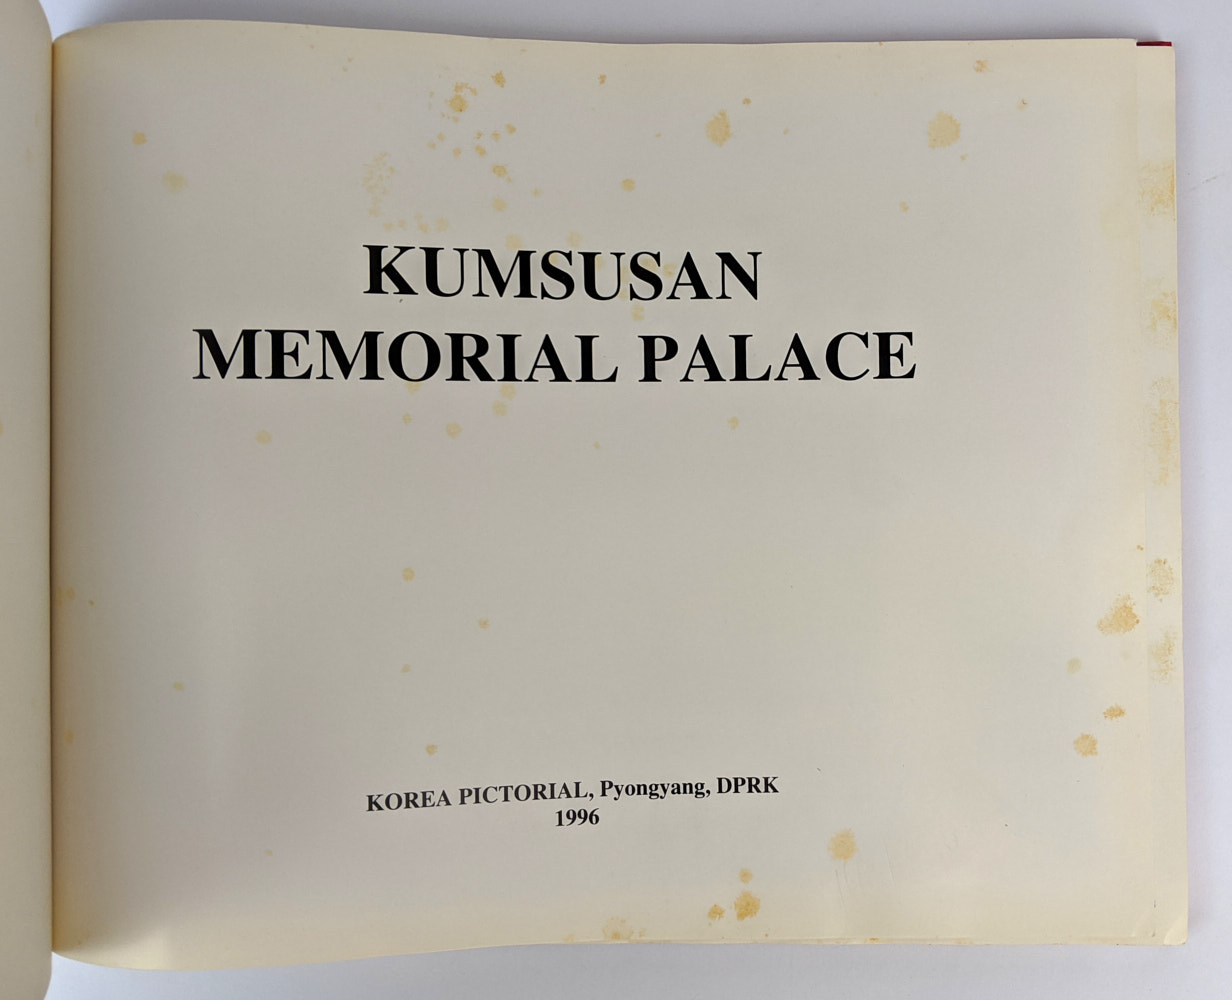 KUMSUSAN
MEMORIAL PALACE
KOREA PICTORIAL, Pyongyang, DPRK
1996